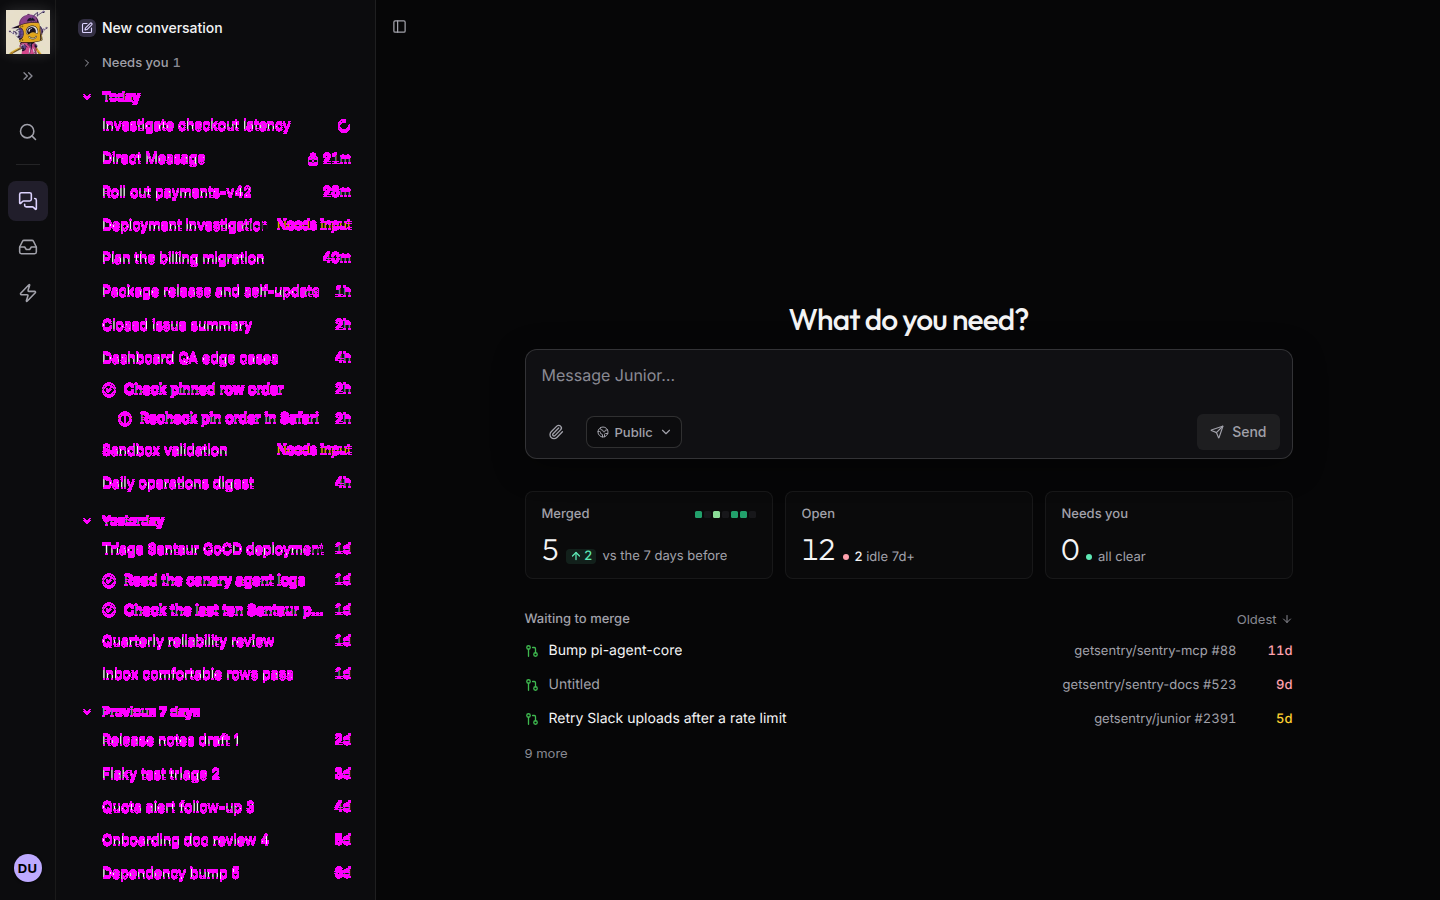 New conversation
Needs you 1
Today
Investigate checkout latency
Direct Message 21m
Roll out payments-v42 28m
Deployment investigation Needs input
Plan the billing migration 40m
Package release and self-update 1h
Closed issue summary 2h
Dashboard QA edge cases 4h
Check pinned row order 2h
Recheck pin order in Safari 2h
Sandbox validation Needs input
Daily operations digest 4h
Yesterday
Triage Sentaur GoCD deployment 1d
Read the canary agent logs 1d
Check the last ten Sentaur p... 1d
Quarterly reliability review 1d
Inbox comfortable rows pass 1d
Previous 7 days
Release notes draft 1 2d
Flaky test triage 2 3d
Quota alert follow-up 3 4d
Onboarding doc review 4 5d
Dependency bump 5 6d
DU
What do you need?
Message Junior...
Public
Send
Merged
5 2 vs the 7 days before
Open
12 2 idle 7d+
Needs you
0 all clear
Waiting to merge Oldest
Bump pi-agent-core getsentry/sentry-mcp #88 11d
Untitled getsentry/sentry-docs #523 9d
Retry Slack uploads after a rate limit getsentry/junior #2391 5d
9 more